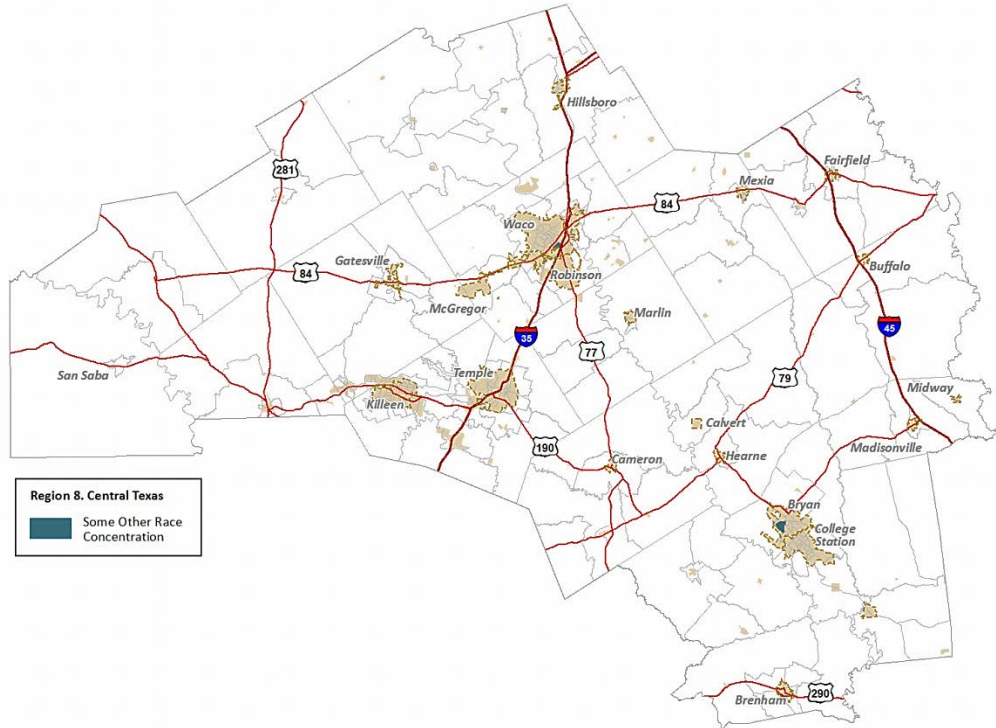 Hillsboro
281
Fairfield
Mexia
84
Waco
Gatesville
Robinson
Buffalo
84
McGregor
Marlin
35
45
77
San Saba
Temple
79
Midway
Killeen
Calvert
190
Madisonville
Cameron
Hearne
Region 8. Central Texas
Some Other Race
Concentration
Bryan
College
Station
Brenham
290